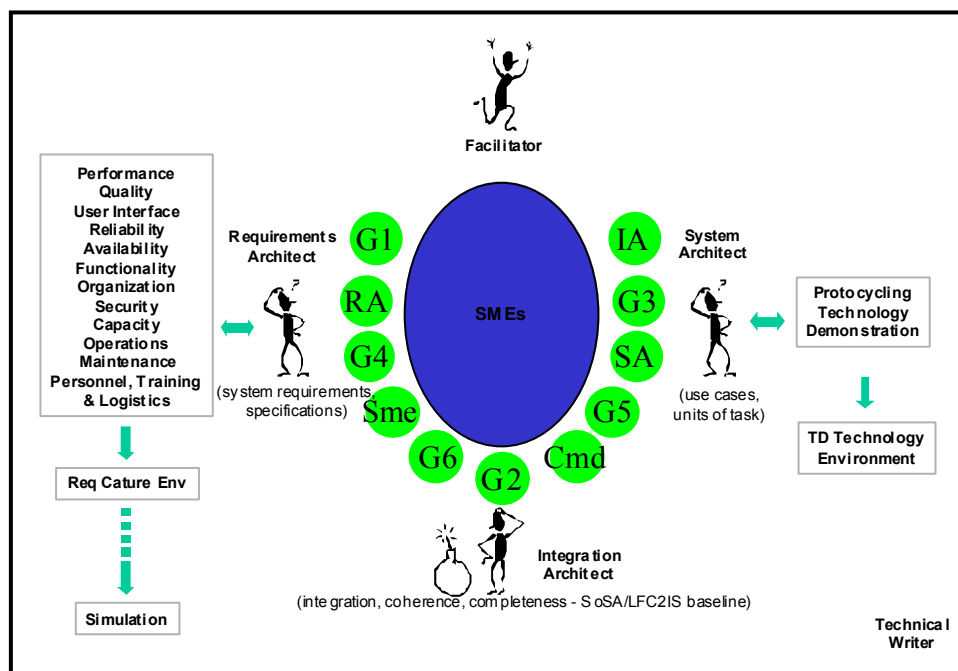 Facilitator
Performance
Quality
User Interface
Reliability
Availability
Functionality
Organization
Security
Capacity
Operations
Maintenance
Personnel, Training
& Logistics
Req Cature Env
Simulation
Requirements
Architect
(system requirements,
specifications)
G1
RA
G4
Sme
G6
G2
SMEs
IA
G3
SA
G5
Cmd
System
Architect
(use cases,
units of task)
Protocycling
Technology
Demonstration
TD Technology
Environment
Integration
Architect
(integration, coherence, completeness - SoSA/LFC2IS baseline)
Technical
Writer